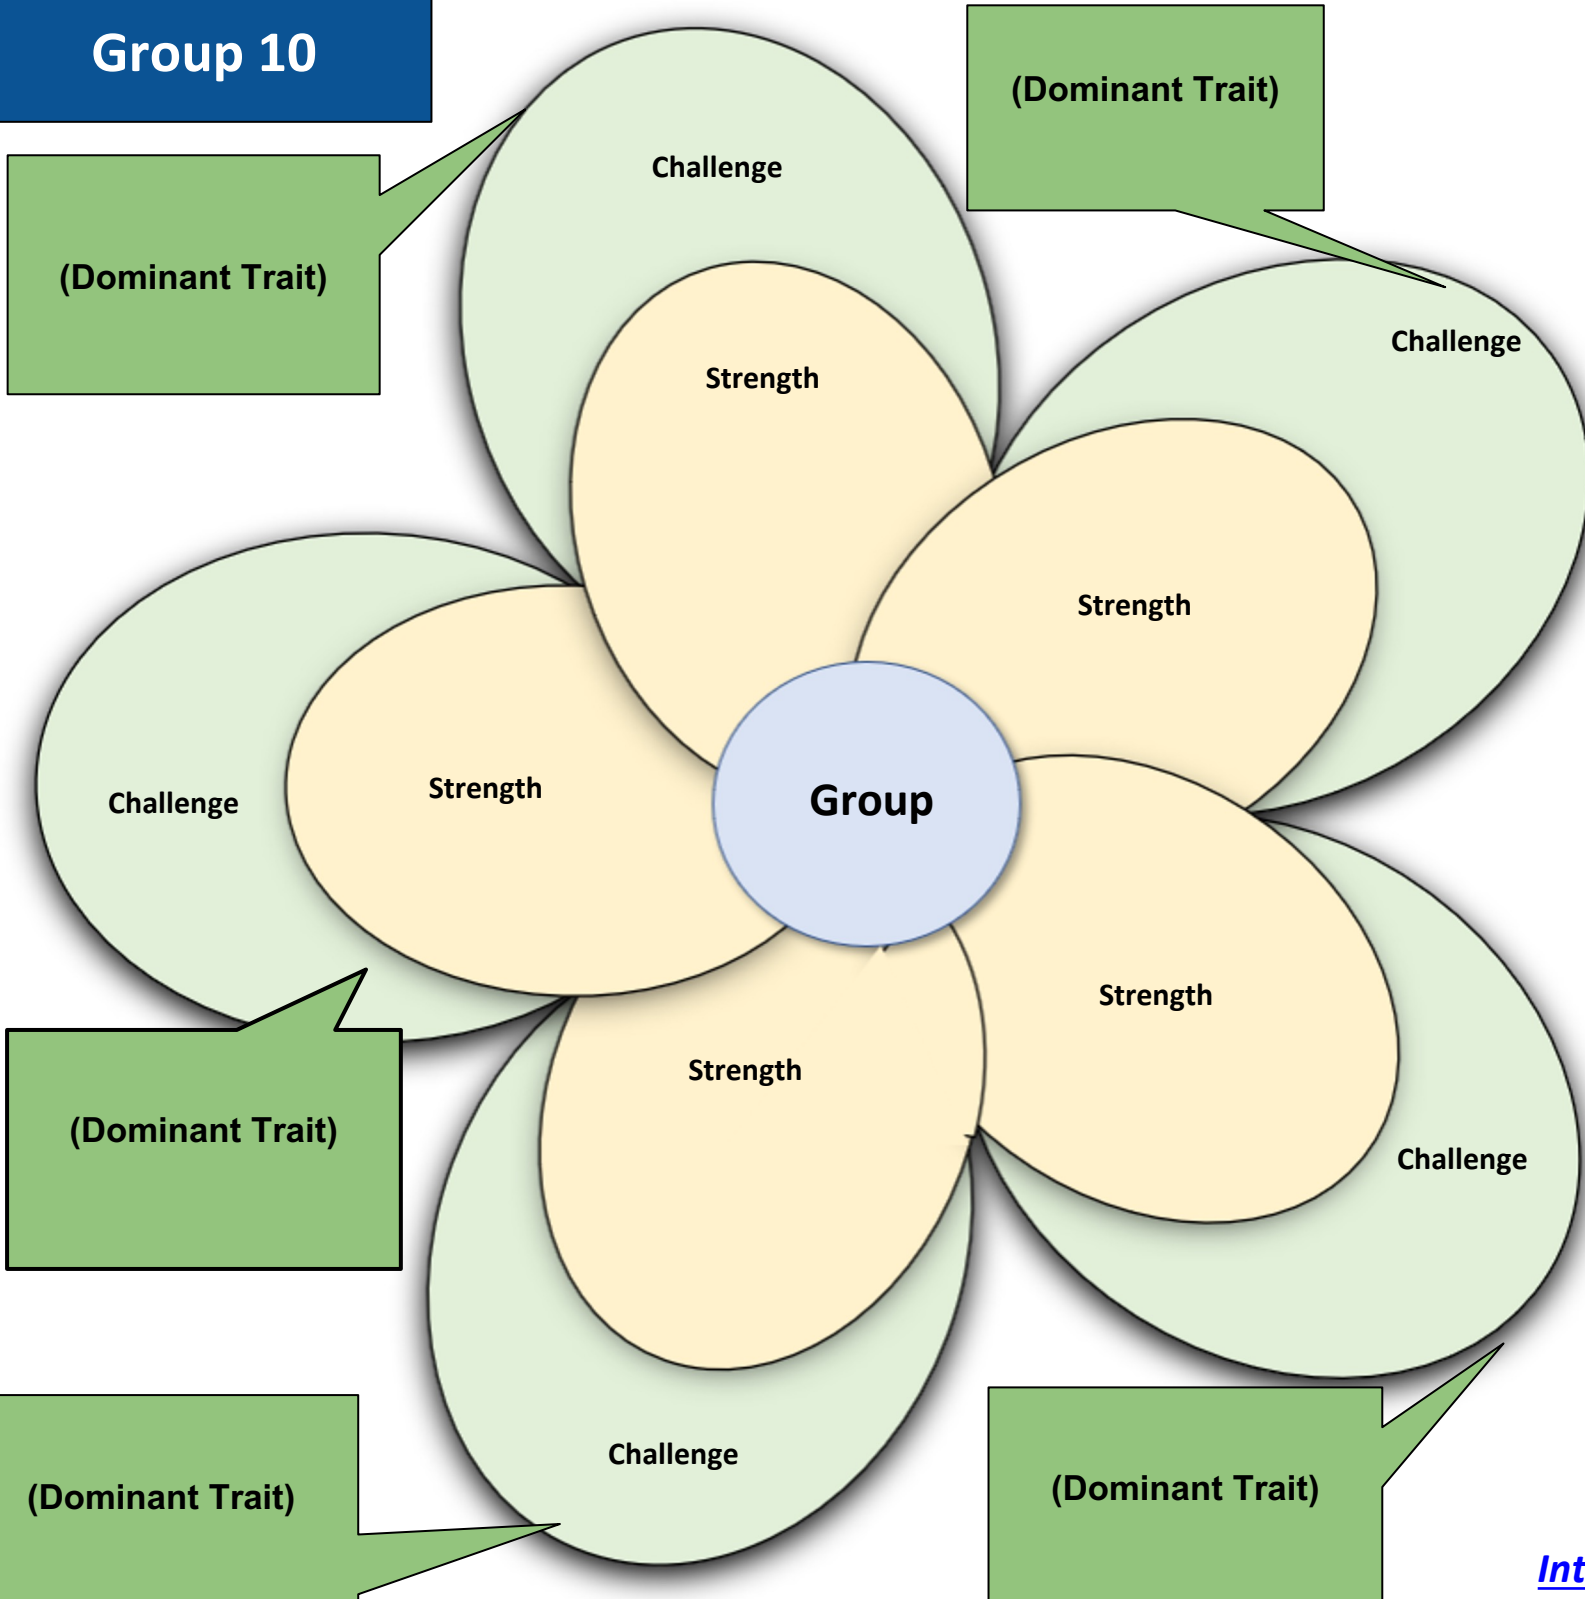 Group 10
(Dominant Trait)
Challenge
(Dominant Trait)
Challenge
Strength
Strength
Challenge
Strength
Group
Strength
Strength
Challenge
(Dominant Trait)
Challenge
(Dominant Trait)
(Dominant Trait)
Int